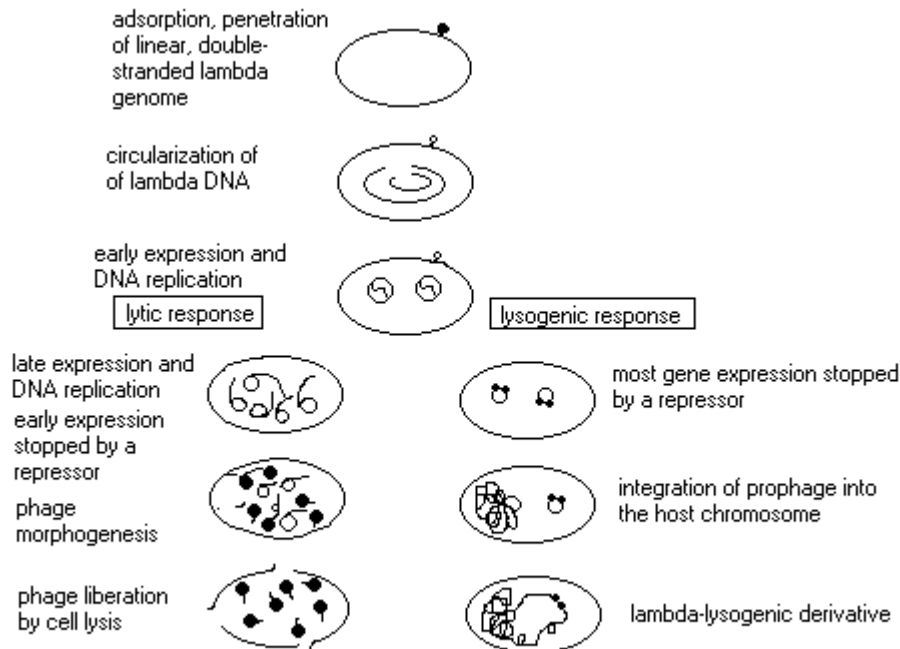 adsorption, penetration
of linear, double-
stranded lambda
genome
circularization of
of lambda DNA
early expression and
DNA replication
lytic response
lysogenic response
late expression and
DNA replication
early expression
stopped by a
repressor
phage
morphogenesis
phage liberation
by cell lysis
most gene expression stopped
by a repressor
integration of prophage into
the host chromosome
lambda-lysogenic derivative